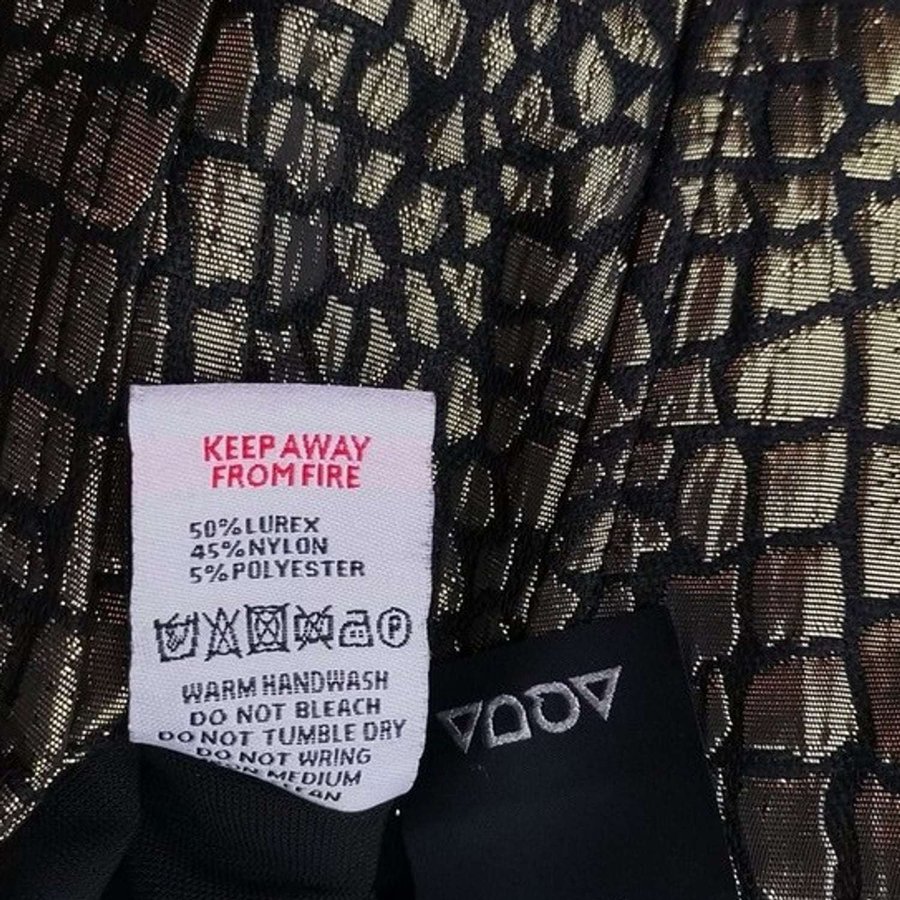 KEEP AWAY
FROM FIRE
50% LUREX
45% NYLON
5% POLYESTER
P
WARM HANDWASH
DO NOT BLEACH
DO NOT TUMBLE DRY
DO NOT WRING
MEDIUM